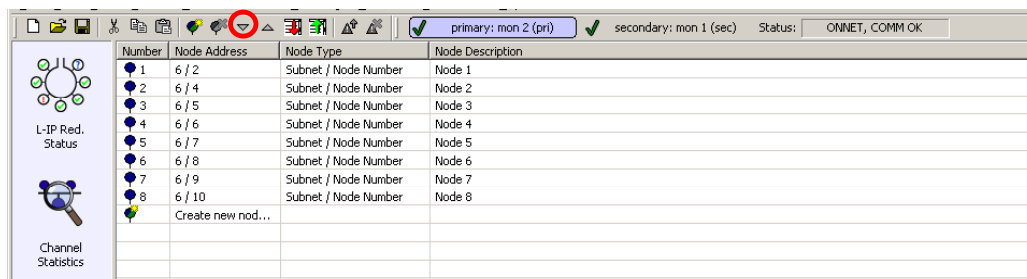 primary: mon 2 (pri) secondary: mon 1 (sec) Status: ONNET, COMM OK
Number Node Address Node Type Node Description
1 6 / 2 Subnet / Node Number Node 1
2 6 / 4 Subnet / Node Number Node 2
3 6 / 5 Subnet / Node Number Node 3
4 6 / 6 Subnet / Node Number Node 4
5 6 / 7 Subnet / Node Number Node 5
6 6 / 8 Subnet / Node Number Node 6
7 6 / 9 Subnet / Node Number Node 7
8 6 / 10 Subnet / Node Number Node 8
Create new nod...
L-IP Red.
Status
Channel
Statistics